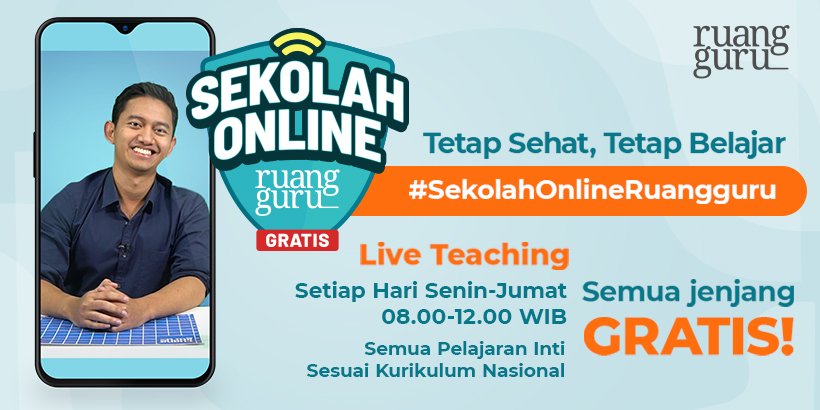 ruang
guru
SEKOLAH
ONLINE
ruang
guru
GRATIS
Tetap Sehat, Tetap Belajar
#SekolahOnlineRuangguru
Live Teaching
Setiap Hari Senin-Jumat
08.00-12.00 WIB
Semua Pelajaran Inti
Sesuai Kurikulum Nasional
Semua jenjang
GRATIS!